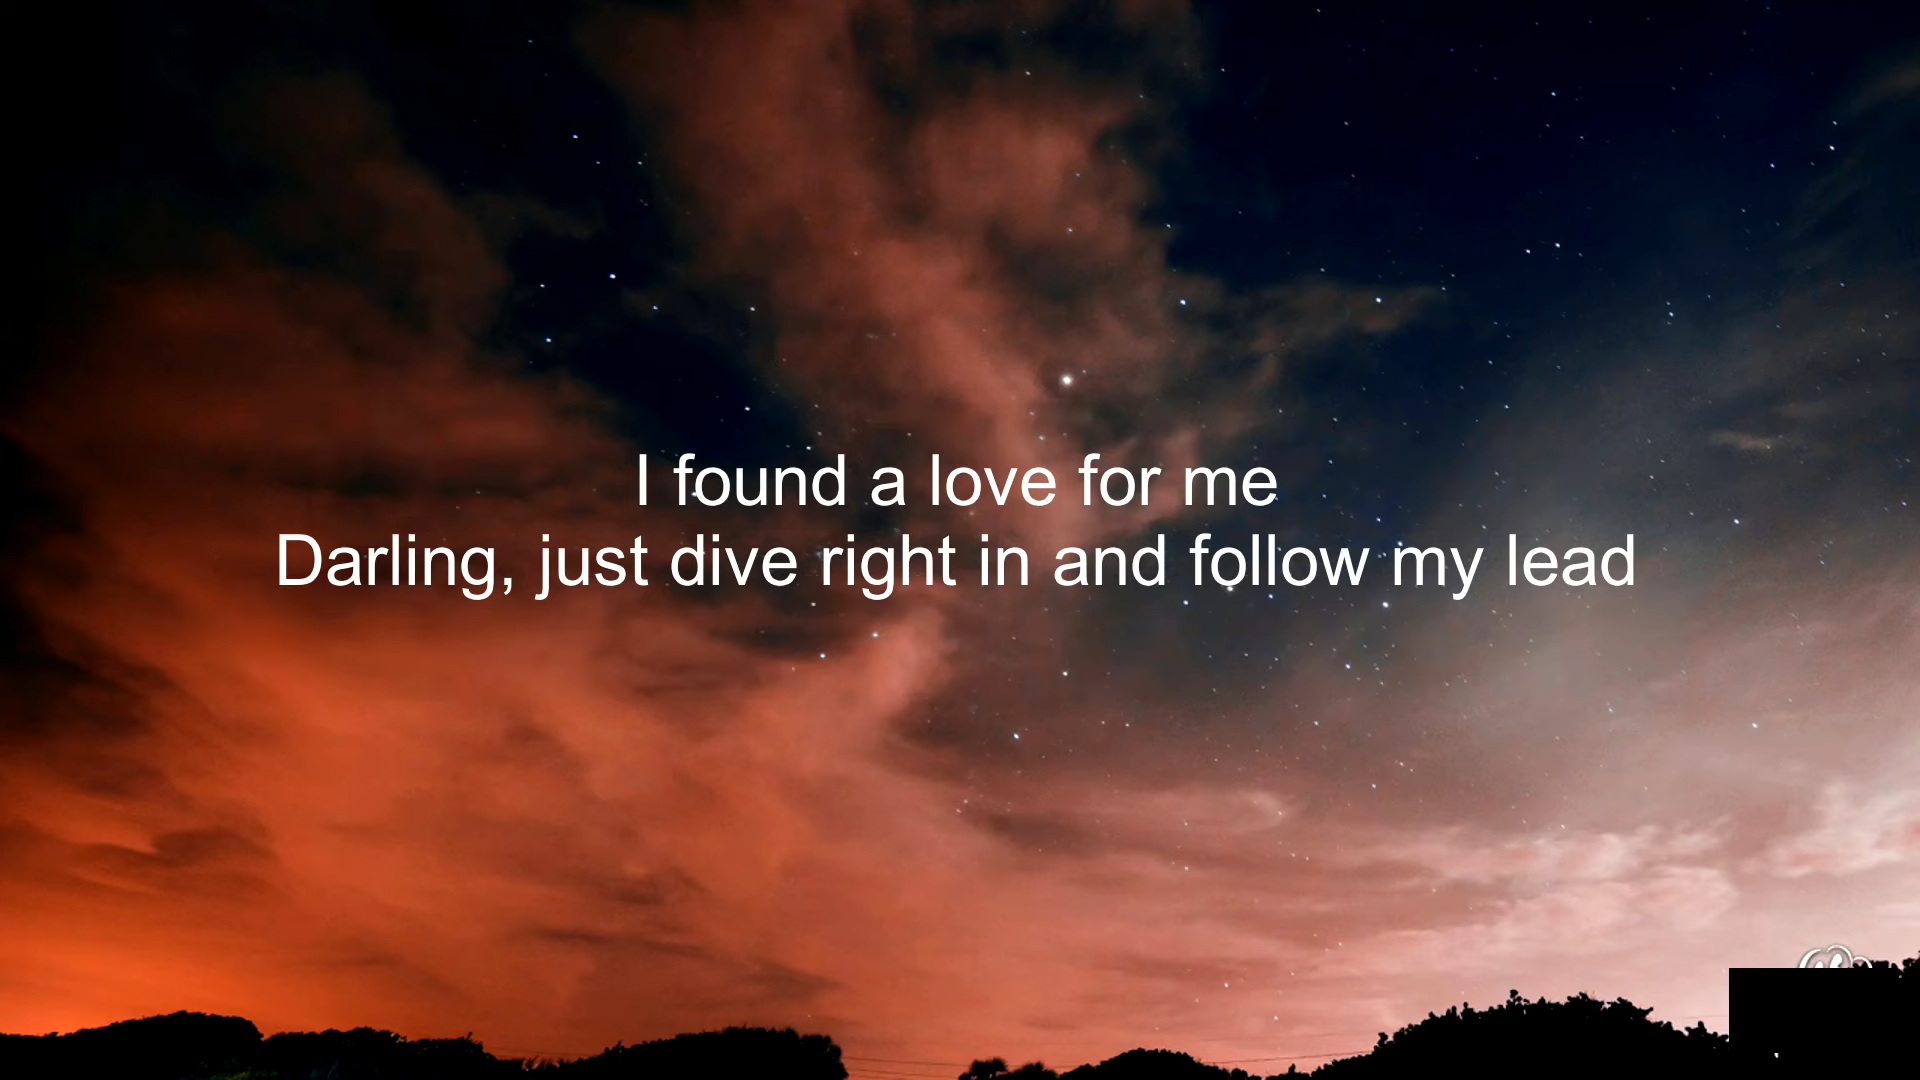 I found a love for me
Darling, just dive right in and follow my lead